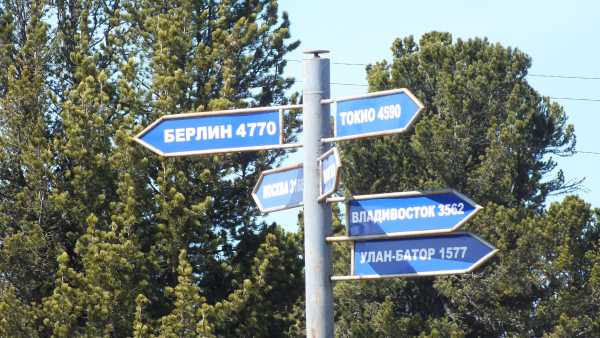 БЕРЛИН 4770
ТОКИО 4590
МОСКВА
ВЛАДИВОСТОК 3562
УЛАН-БАТОР 1577